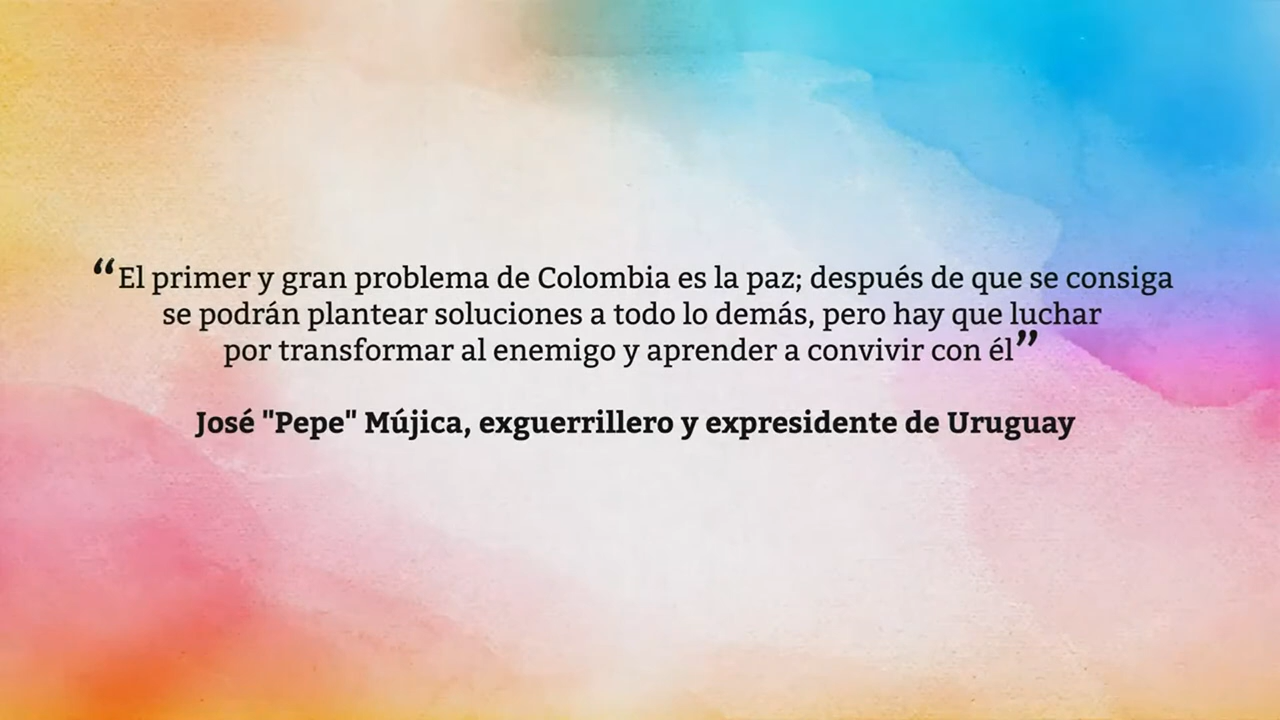 “El primer y gran problema de Colombia es la paz; después de que se consiga
se podrán plantear soluciones a todo lo demás, pero hay que luchar
por transformar al enemigo y aprender a convivir con él”
José "Pepe" Mújica, exguerrillero y expresidente de Uruguay